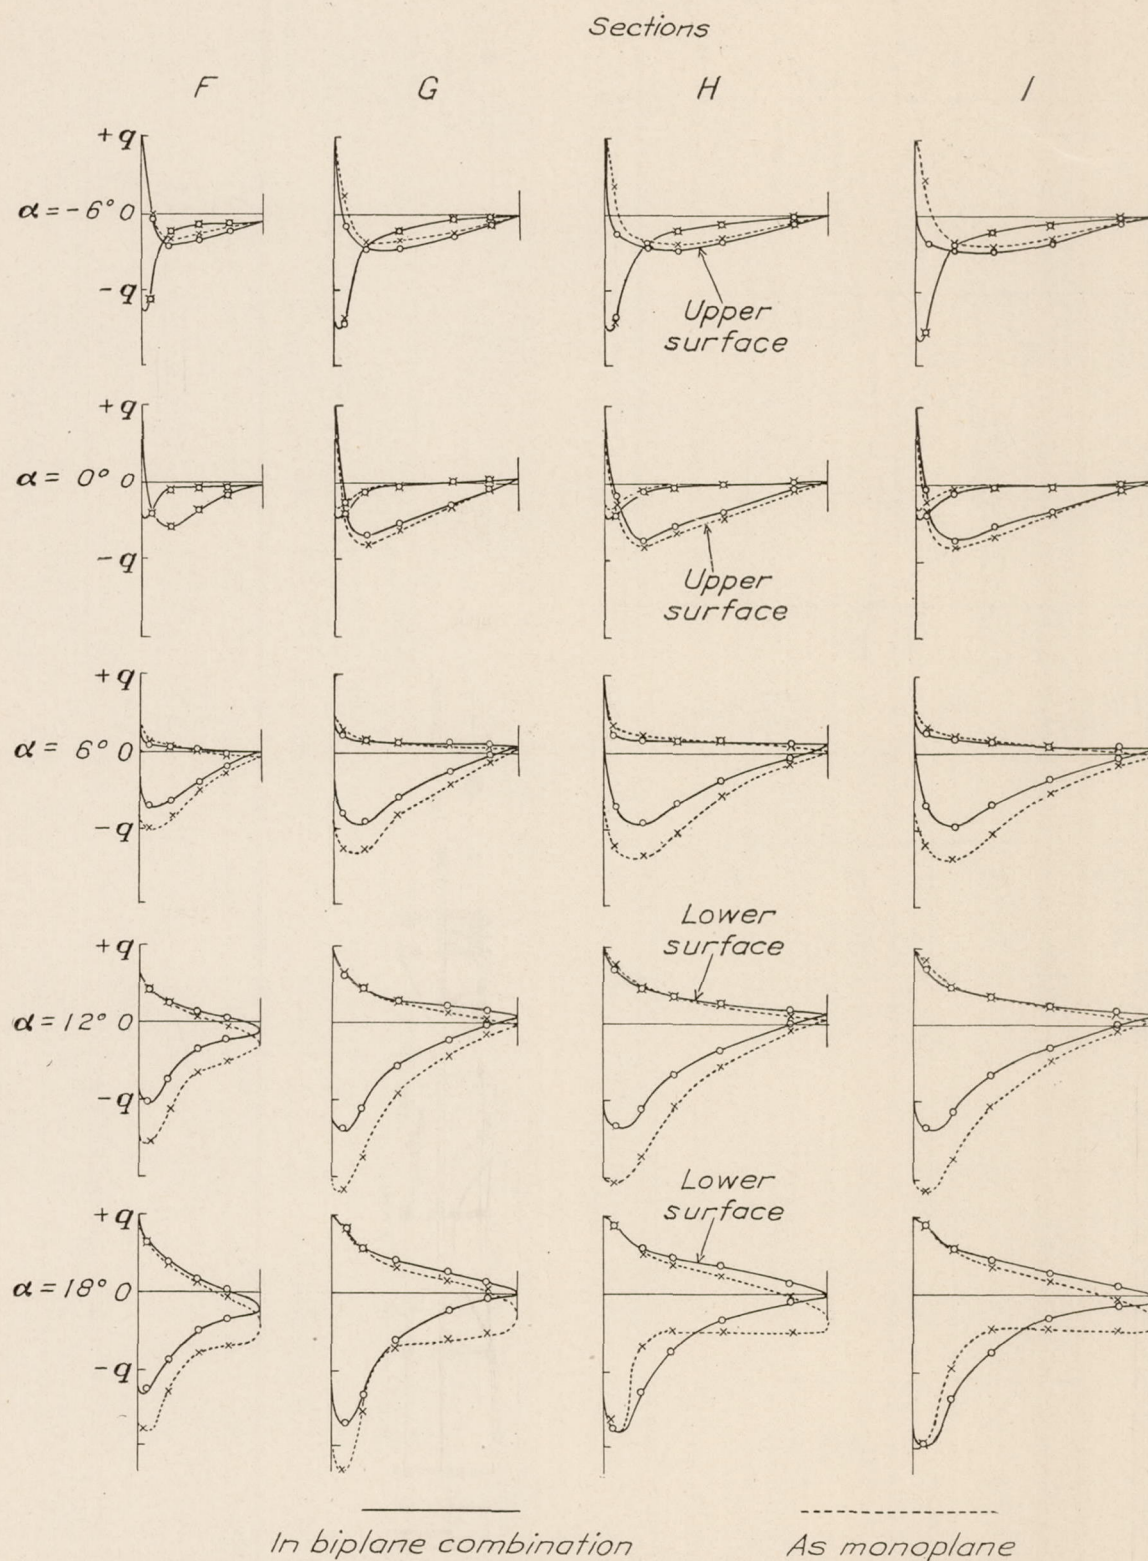 Sections
F G H I
+q
α = -6° 0
-q
Upper
surface
+q
α = 0° 0
-q
Upper
surface
+q
α = 6° 0
-q
Lower
surface
+q
α = 12° 0
-q
Lower
surface
+q
α = 18° 0
-q
In biplane combination As monoplane